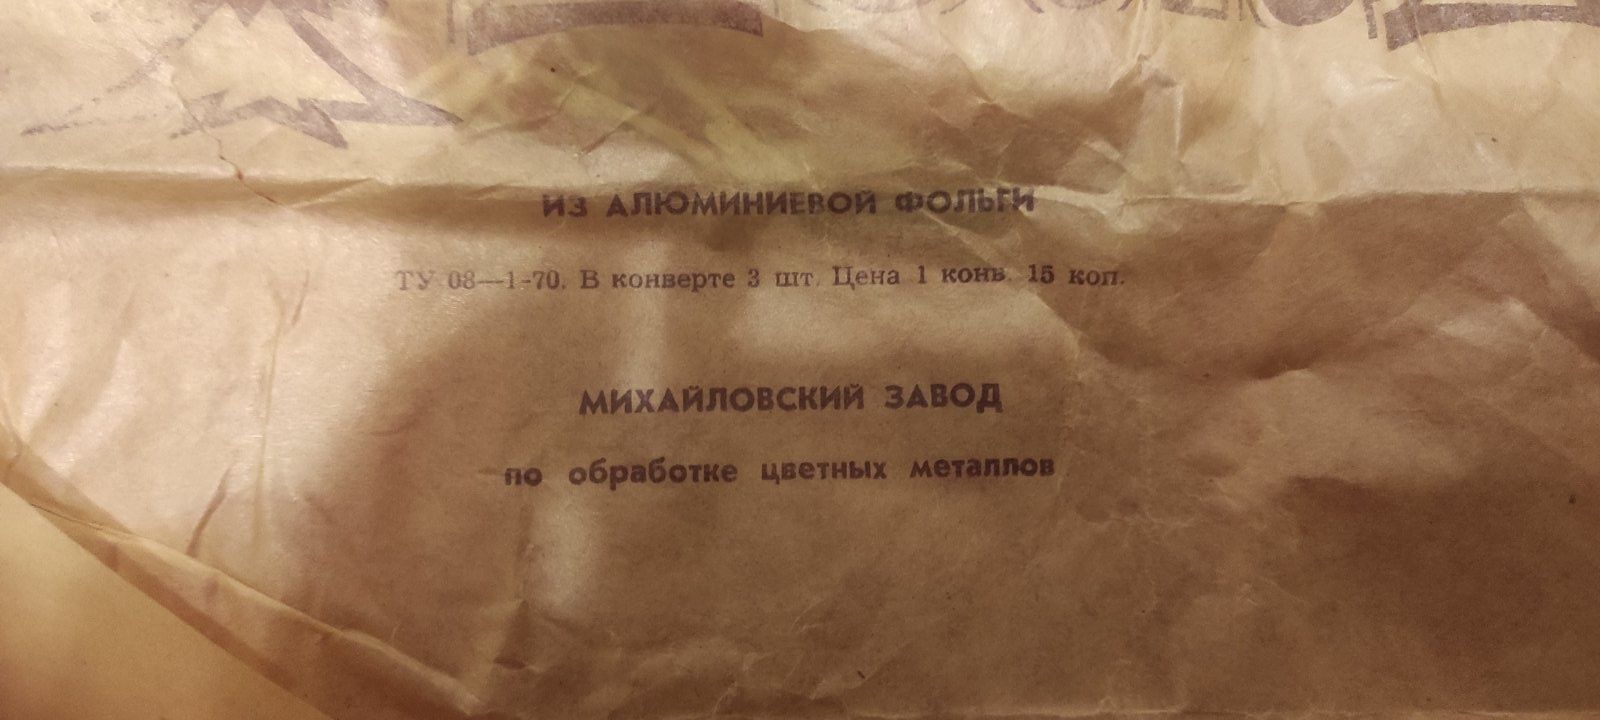 ИЗ АЛЮМИНИЕВОЙ ФОЛЬГИ
ТУ 08—1-70. В конверте 3 шт. Цена 1 конв. 15 коп.
МИХАЙЛОВСКИЙ ЗАВОД
по обработке цветных металлов